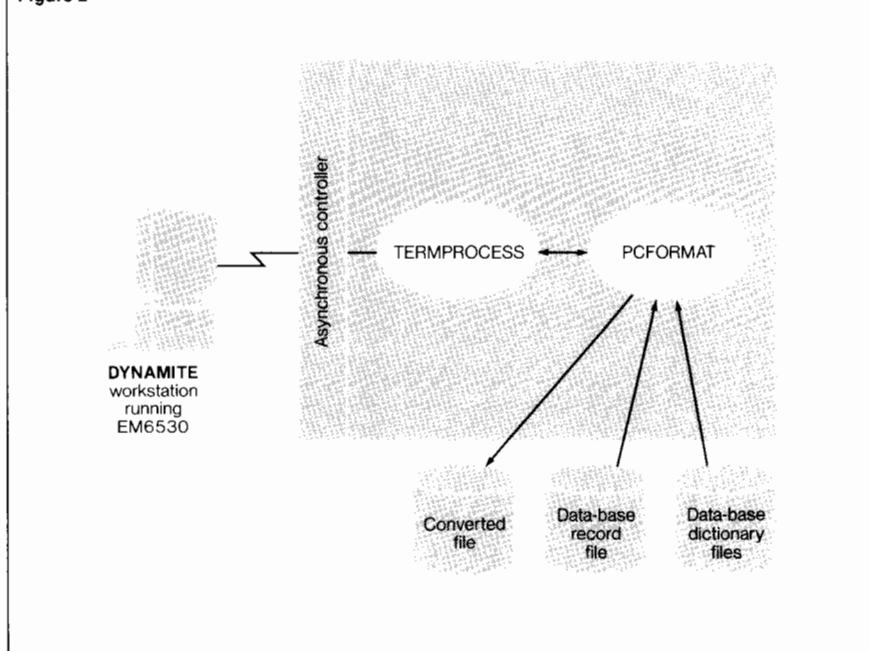 Asynchronous controller
TERMPROCESS
PCFORMAT
DYNAMITE
workstation
running
EM6530
Converted
file
Data-base
record
file
Data-base
dictionary
files